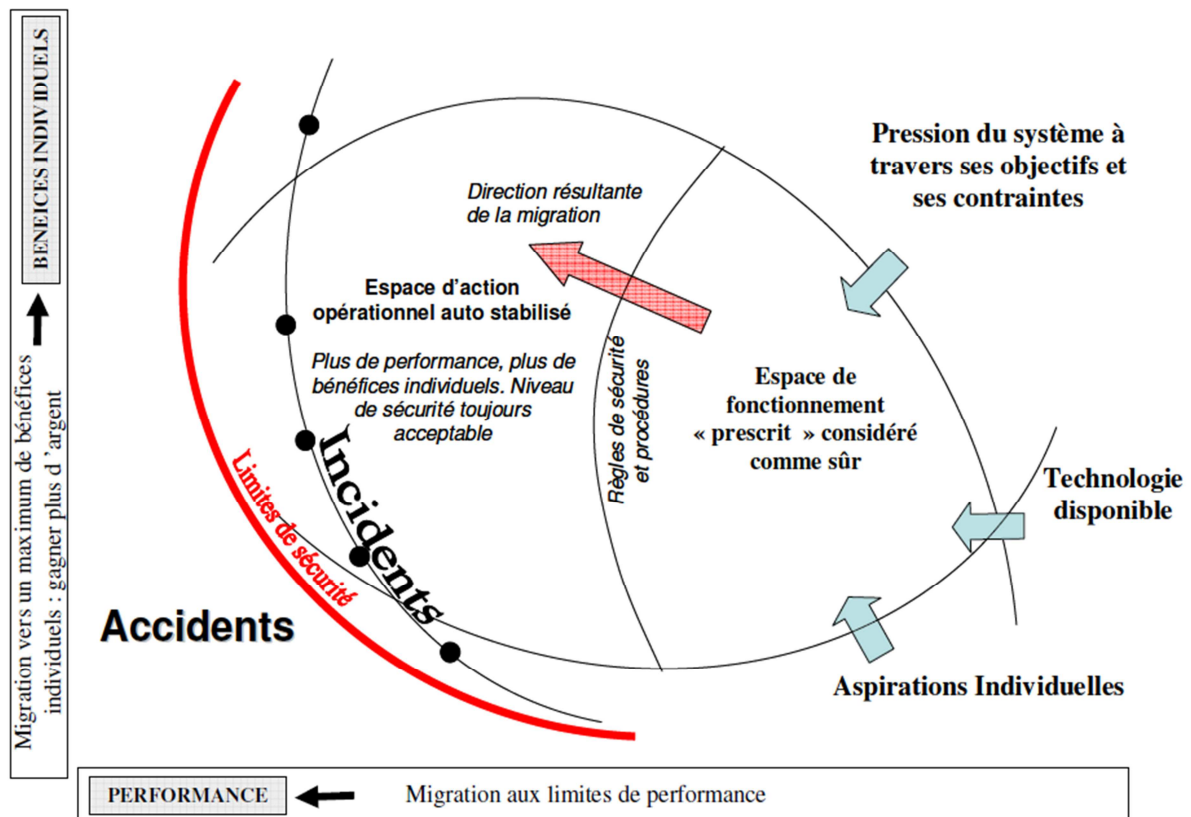 BENEICES INDIVIDUELS
Migration vers un maximum de bénéfices
individuels : gagner plus d 'argent
Pression du système à
travers ses objectifs et
ses contraintes
Direction résultante
de la migration
Espace d'action
opérationnel auto stabilisé
Plus de performance, plus de
bénéfices individuels. Niveau
de sécurité toujours
acceptable
Règles de sécurité
et procédures
Espace de
fonctionnement
« prescrit » considéré
comme sûr
Technologie
disponible
Incidents
Limites de sécurité
Accidents
Aspirations Individuelles
PERFORMANCE
Migration aux limites de performance